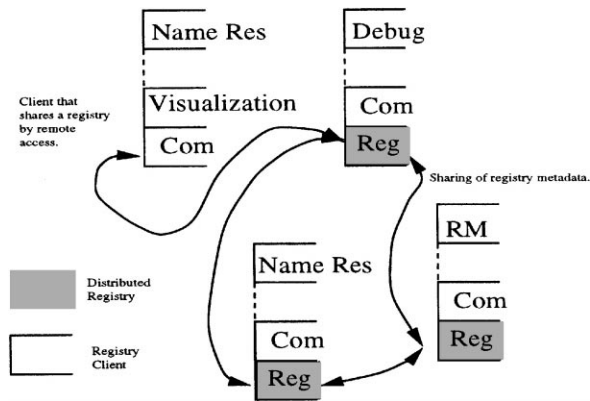 Name Res
Debug
Client that
shares a registry
by remote
access.
Visualization
Com
Com
Reg
Sharing of registry metadata.
RM
Name Res
Distributed
Registry
Com
Com
Reg
Registry
Client
Reg